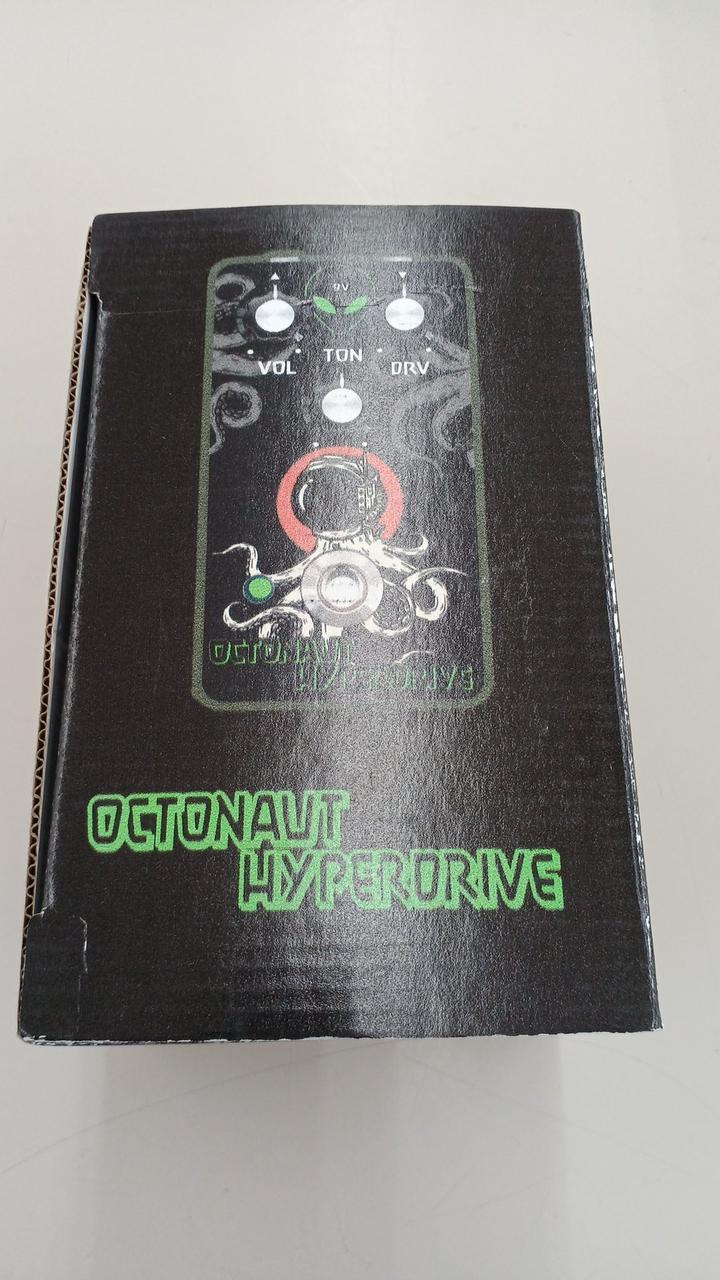 9V
VOL TON DRV
OCTONAUT
HYPERDRIVE
OCTONAUT
HYPERDRIVE